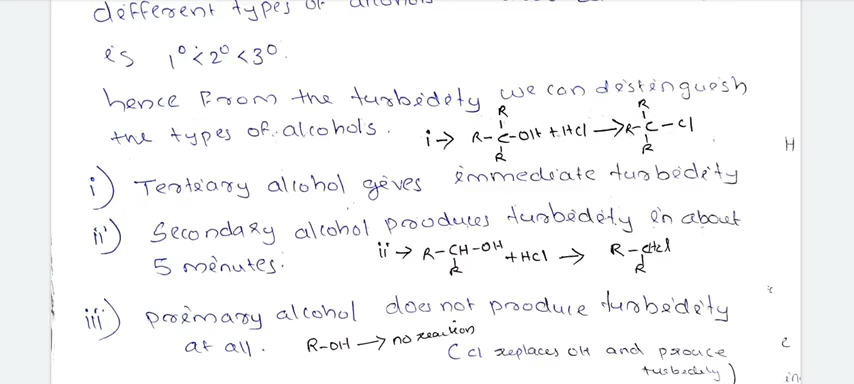 different types of alcohols
is 1° < 2° < 3°.
hence From the turbidity we can distinguish
the types of alcohols. i → R-C-OH + HCl → R-C-Cl
R R
R R
i) Tertiary alcohol gives immediate turbidity
ii) Secondary alcohol produces turbidity in about
5 minutes. ii → R-CH-OH + HCl → R-CHCl
R R
iii) primary alcohol does not produce turbidity
at all. R-OH → no reaction
(Cl replaces OH and prouce
turbidity)
H